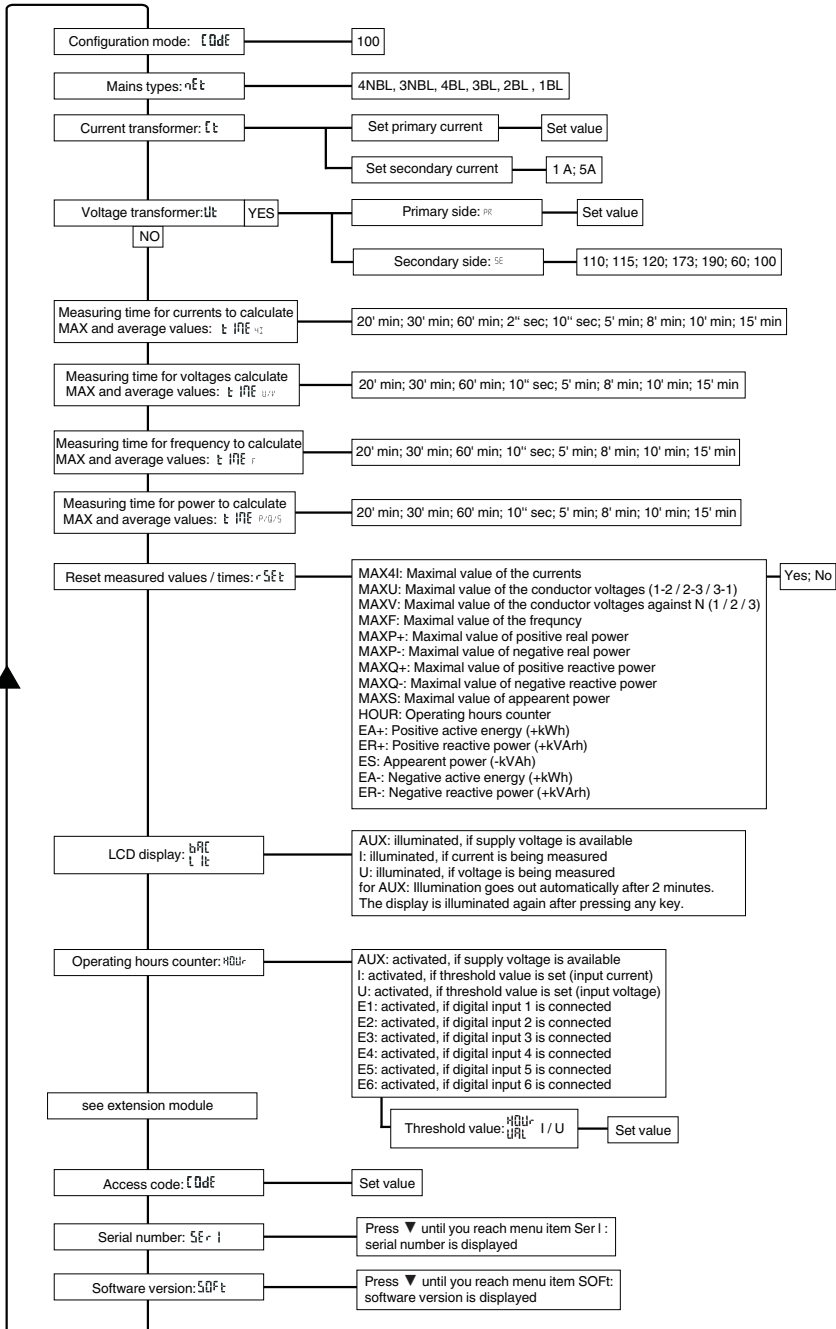 Configuration mode: COdE
100
Mains types: nEt
4NBL, 3NBL, 4BL, 3BL, 2BL , 1BL
Current transformer: Ct
Set primary current
Set value
Set secondary current
1 A; 5A
Voltage transformer:Ut
YES
Primary side: PR
Set value
NO
Secondary side: SE
110; 115; 120; 173; 190; 60; 100
Measuring time for currents to calculate
MAX and average values: tIME 4I
20' min; 30' min; 60' min; 2“ sec; 10“ sec; 5' min; 8' min; 10' min; 15' min
Measuring time for voltages calculate
MAX and average values: tIME U/V
20' min; 30' min; 60' min; 10“ sec; 5' min; 8' min; 10' min; 15' min
Measuring time for frequency to calculate
MAX and average values: tIME F
20' min; 30' min; 60' min; 10“ sec; 5' min; 8' min; 10' min; 15' min
Measuring time for power to calculate
MAX and average values: tIME P/Q/S
20' min; 30' min; 60' min; 10“ sec; 5' min; 8' min; 10' min; 15' min
Reset measured values / times: rSEt
MAX4I: Maximal value of the currents
Yes; No
MAXU: Maximal value of the conductor voltages (1-2 / 2-3 / 3-1)
MAXV: Maximal value of the conductor voltages against N (1 / 2 / 3)
MAXF: Maximal value of the frequncy
MAXP+: Maximal value of positive real power
MAXP-: Maximal value of negative real power
MAXQ+: Maximal value of positive reactive power
MAXQ-: Maximal value of negative reactive power
MAXS: Maximal value of appearent power
HOUR: Operating hours counter
EA+: Positive active energy (+kWh)
ER+: Positive reactive power (+kVArh)
ES: Appearent power (-kVAh)
EA-: Negative active energy (+kWh)
ER-: Negative reactive power (+kVArh)
LCD display: bAC
LIt
AUX: illuminated, if supply voltage is available
I: illuminated, if current is being measured
U: illuminated, if voltage is being measured
for AUX: Illumination goes out automatically after 2 minutes.
The display is illuminated again after pressing any key.
Operating hours counter: HOUr
AUX: activated, if supply voltage is available
I: activated, if threshold value is set (input current)
U: activated, if threshold value is set (input voltage)
E1: activated, if digital input 1 is connected
E2: activated, if digital input 2 is connected
E3: activated, if digital input 3 is connected
E4: activated, if digital input 4 is connected
E5: activated, if digital input 5 is connected
E6: activated, if digital input 6 is connected
see extension module
Threshold value: HOUr
UAL I / U
Set value
Access code: COdE
Set value
Serial number: SErI
Press ▼ until you reach menu item Ser I :
serial number is displayed
Software version: SOFt
Press ▼ until you reach menu item SOFt:
software version is displayed